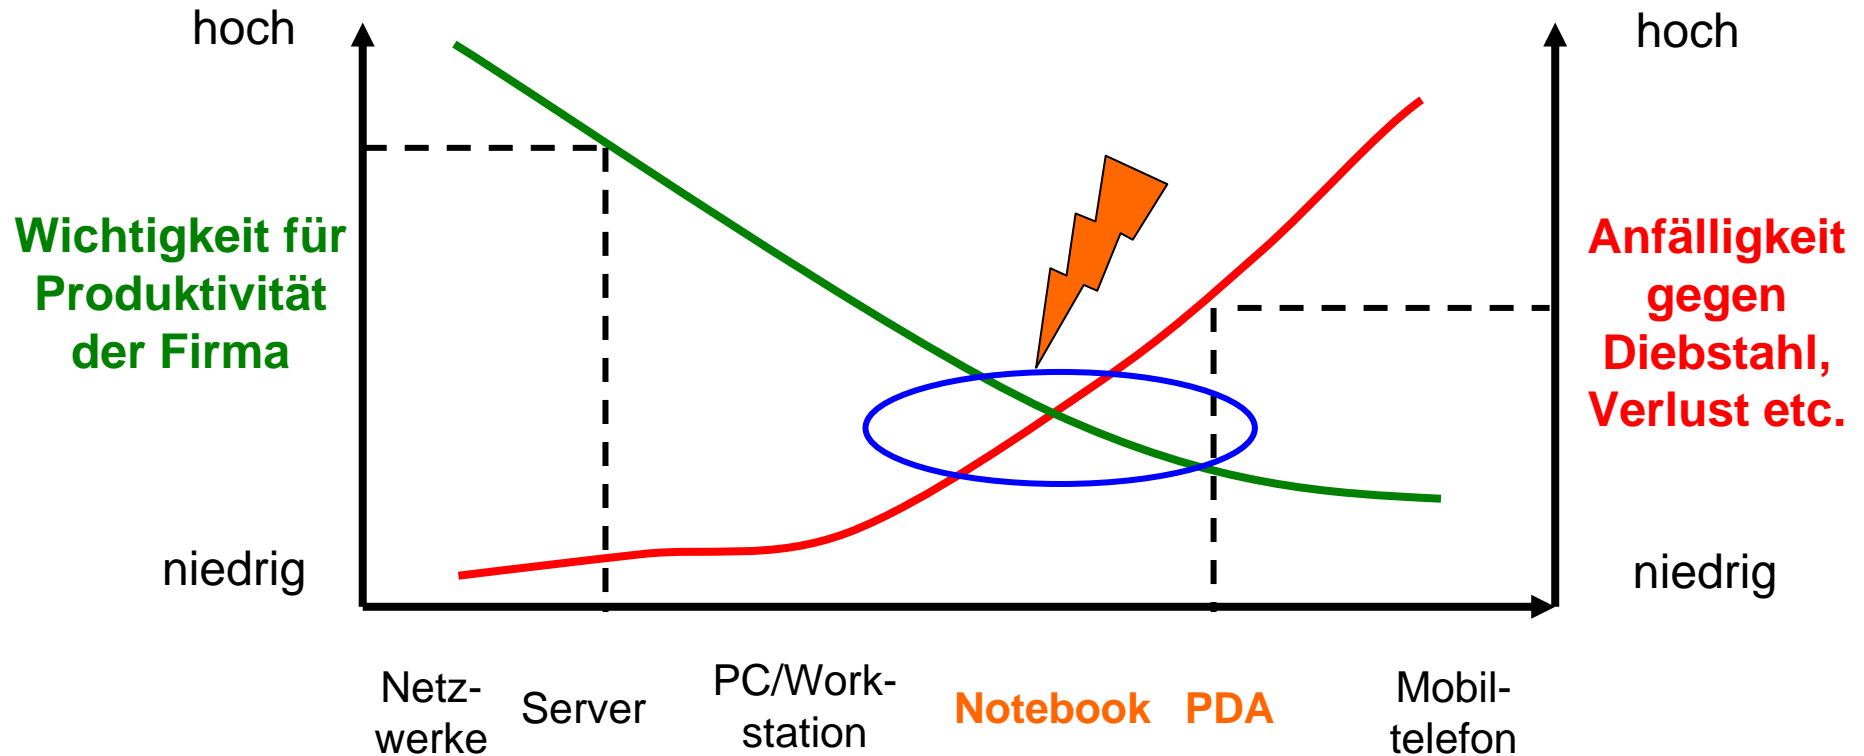 hoch
hoch
Wichtigkeit für
Produktivität
der Firma
Anfälligkeit
gegen
Diebstahl,
Verlust etc.
niedrig
niedrig
Netz-
werke
Server
PC/Work-
station
Notebook
PDA
Mobil-
telefon